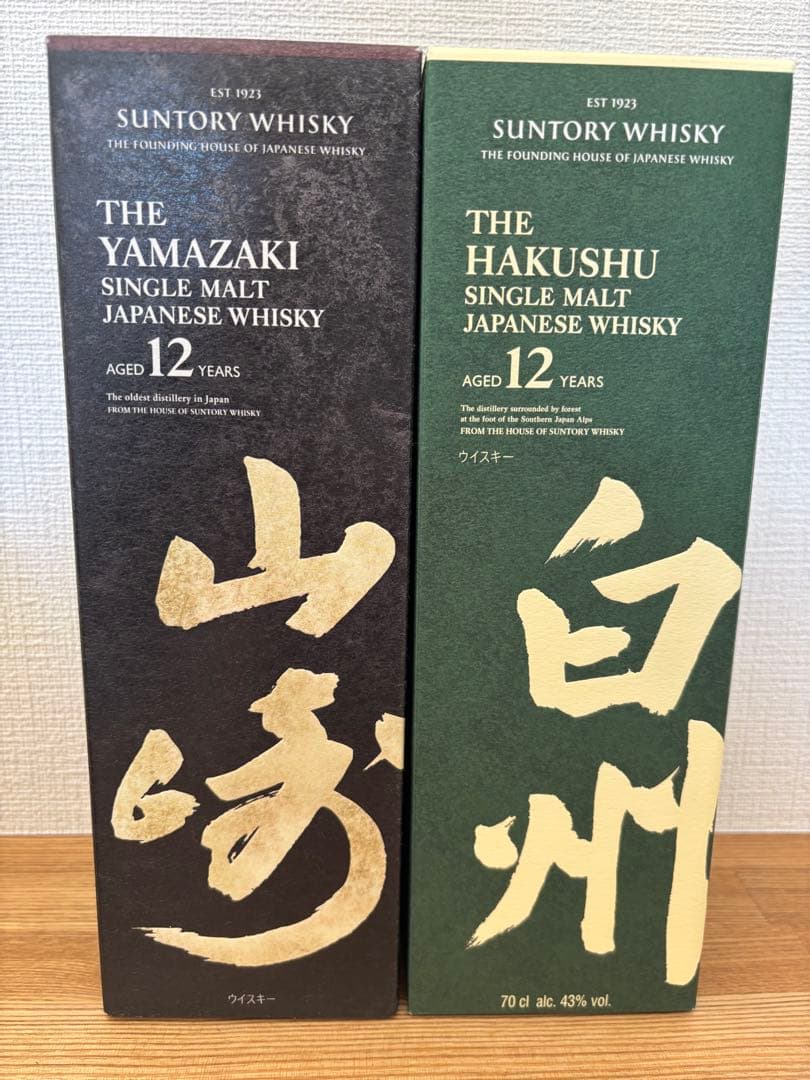 EST 1923
SUNTORY WHISKY
THE FOUNDING HOUSE OF JAPANESE WHISKY
THE
YAMAZAKI
SINGLE MALT
JAPANESE WHISKY
AGED 12 YEARS
The oldest distillery in Japan
FROM THE HOUSE OF SUNTORY WHISKY
山崎
ウイスキー
EST 1923
SUNTORY WHISKY
THE FOUNDING HOUSE OF JAPANESE WHISKY
THE
HAKUSHU
SINGLE MALT
JAPANESE WHISKY
AGED 12 YEARS
The distillery surrounded by forest
at the foot of the Southern Japan Alps
FROM THE HOUSE OF SUNTORY WHISKY
ウイスキー
白州
70 cl alc. 43% vol.